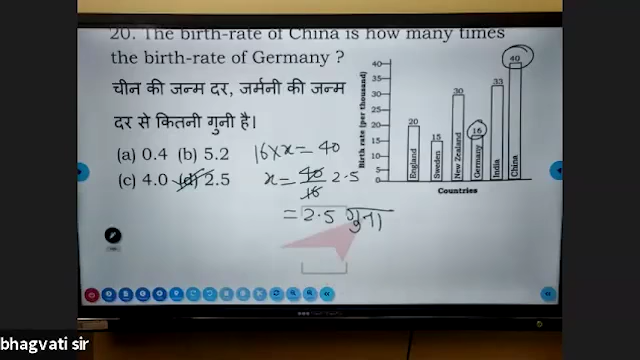 20. The birth-rate of China is how many times
the birth-rate of Germany ?
चीन की जन्म दर, जर्मनी की जन्म
दर से कितनी गुनी है।
(a) 0.4 (b) 5.2
(c) 4.0 (d) 2.5
16 × x = 40
x = 40/16 2.5
= 2.5 गुना
Birth rate (per thousand)
40
35
30
25
20
15
10
5
0
20
15
30
16
33
40
England
Sweden
New Zealand
Germany
India
China
Countries
bhagvati sir